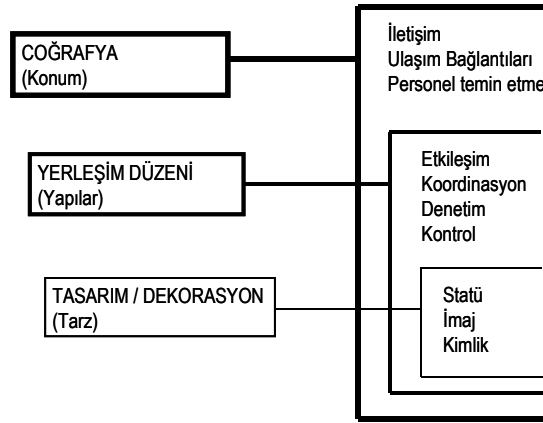 COĞRAFYA
(Konum)
İletişim
Ulaşım Bağlantıları
Personel temin etme
YERLEŞİM DÜZENİ
(Yapılar)
Etkileşim
Koordinasyon
Denetim
Kontrol
TASARIM / DEKORASYON
(Tarz)
Statü
İmaj
Kimlik